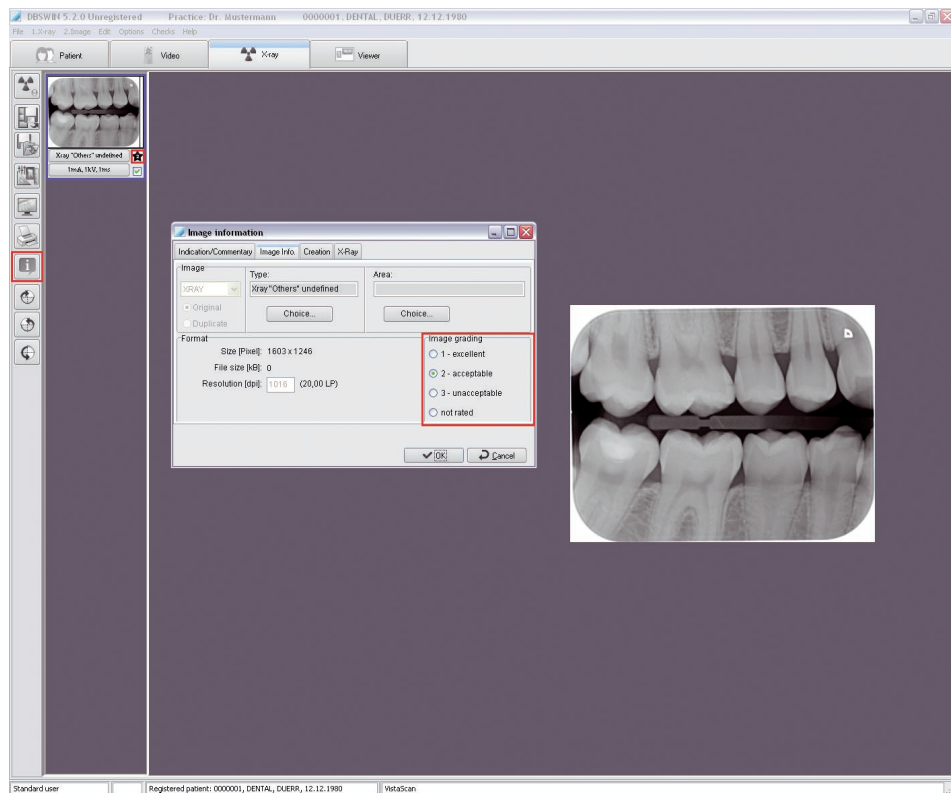 DBSWIN 5.2.0 Unregistered Practice: Dr. Mustermann 0000001, DENTAL, DUERR, 12.12.1980
File 1.X-ray 2.Image Edit Options Checks Help
Patient Video X-ray Viewer
Xray "Others" undefined
1mA, 1kV, 1ms
Image information
Indication/Commentay Image Info. Creation X-Ray
Image
XRAY
Original
Duplicate
Type:
Xray"Others" undefined
Choice...
Area:
Choice...
Format
Size [Pixel]: 1603 x 1246
File size [kB]: 0
Resolution [dpi]: 1016 (20,00 LP)
Image grading
1 - excellent
2 - acceptable
3 - unacceptable
not rated
OK Cancel
Standard user Registered patient: 0000001, DENTAL, DUERR, 12.12.1980 VistaScan